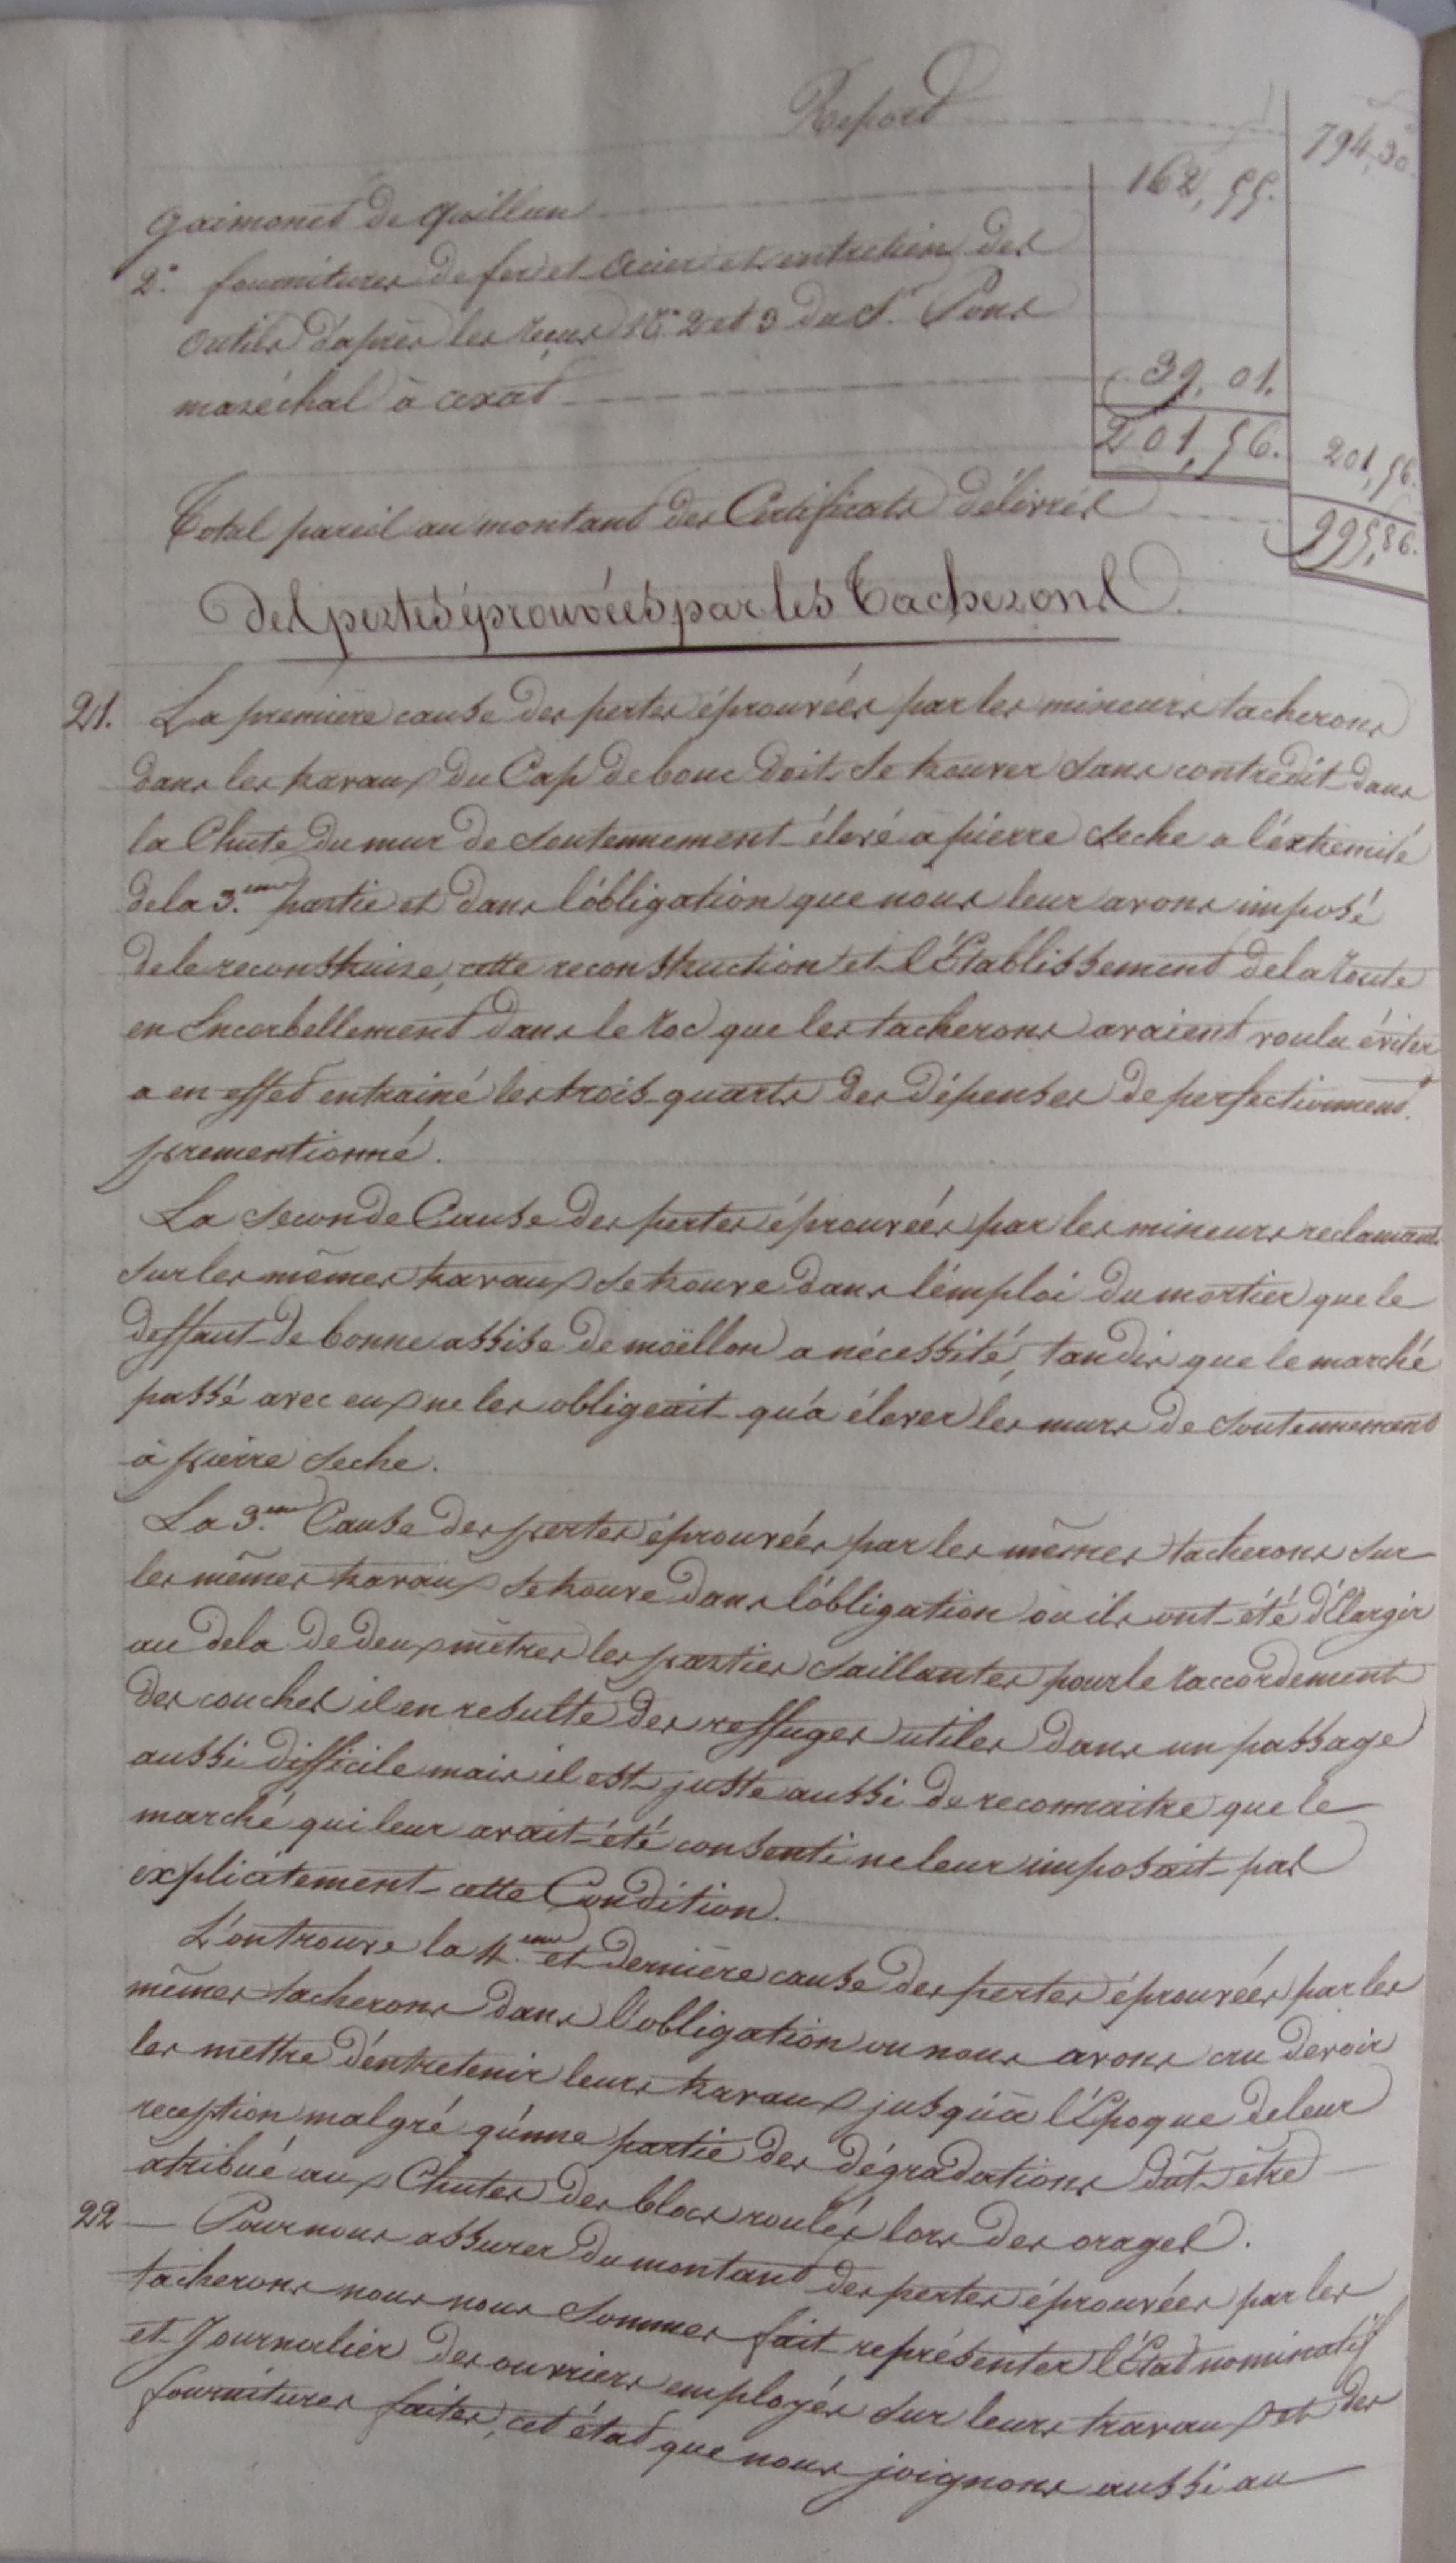 Report 794,30
Gaimonet de Quillan 162,55.
2.° fournitures de fer et acier et entretien des
outils d'après les reçus N.° 2 et 3 du S.r Pons
maréchal à axat 39,01.
201,56. 201,56.
Total pareil au montant des Certificats délivrés 995,86.
Des pertes éprouvées par les Tacherons.
21. La première cause des pertes éprouvées par les mineurs tacherons
dans les travaux du Cap de bouc doit se trouver sans contredit dans
la Chute du mur de soutennement élevé a pierre seche a l'éxtremité
de la 3.eme partie et dans l'obligation que nous leur avons imposé
de le reconstruire, cette reconstruction et l'Etablissement de la Route
en Encorbellement dans le Roc que les tacherons avaient voulu éviter
a en effet entrainé les trois quarts des dépenses de perfectionment
prementionné.
La seconde Cause des pertes éprouvées par les mineurs reclamants
sur les mêmes travaux se trouve dans l'emploi du mortier que le
deffaut de bonne assise de moëllon a nécessité, tandis que le marché
passé avec eux ne les obligeait qu'à élever les murs de soutennement
à pierre seche.
La 3.eme Cause des pertes éprouvées par les mêmes tacherons sur
les mêmes travaux se trouve dans l'obligation où ils ont été d'Elargir
au dela de deux mètres les parties saillantes pour le raccordement
des couches il en resulte des reffuges utiles dans un passage
aussi difficile mais il est juste aussi de reconnaitre que le
marché qui leur avait été consenti ne leur imposait pas
explicitement cette Condition.
L'on trouve la 4.eme et dernière cause des pertes éprouvées par les
mêmes tacherons dans l'obligation ou nous avons cru devoir
les mettre d'entretenir leurs travaux jusqu'à l'Epoque de leur
reception malgré qu'une partie des dégradations dût être
atribué aux Chutes des blocs roulés lors des orages.
22 — Pour nous assurer du montant des pertes éprouvées par les
tacherons nous nous sommes fait représenter l'Etat nominatif
et Journalier des ouvriers employés sur leurs travaux et des
fournitures faites, cet état que nous joignons aussi au